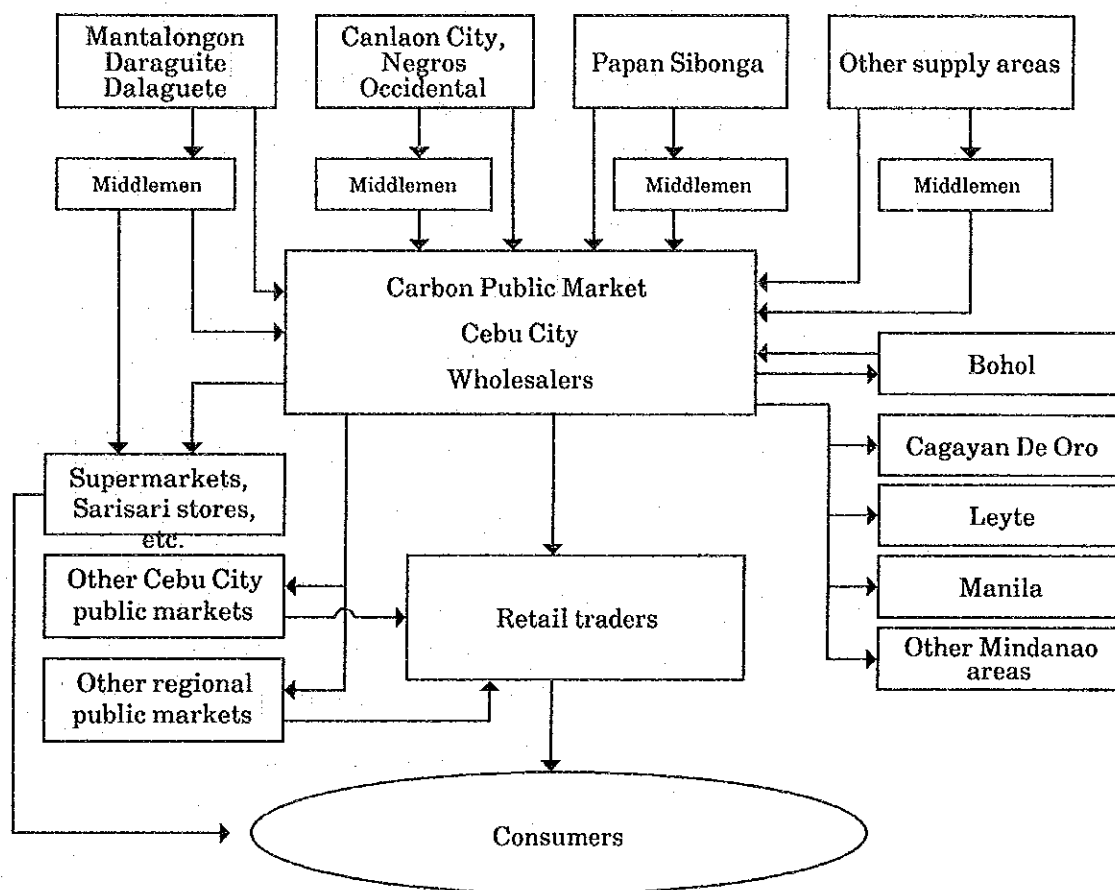 Mantalongon
Daraguite
Dalaguete
Canlaon City,
Negros
Occidental
Papan Sibonga
Other supply areas
Middlemen
Middlemen
Middlemen
Middlemen
Carbon Public Market
Cebu City
Wholesalers
Bohol
Cagayan De Oro
Leyte
Manila
Other Mindanao
areas
Supermarkets,
Sarisari stores,
etc.
Other Cebu City
public markets
Retail traders
Other regional
public markets
Consumers